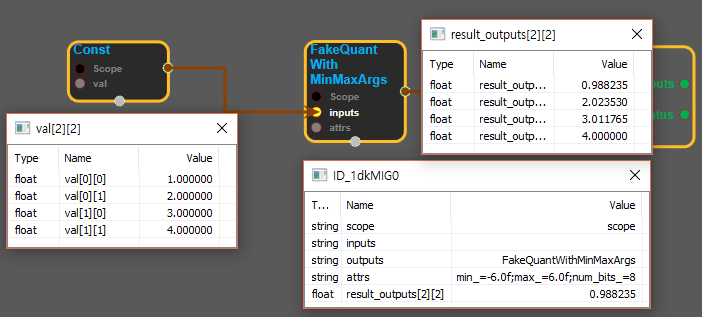 Const
Scope
val
FakeQuant
With
MinMaxArgs
Scope
inputs
attrs
result_outputs[2][2]
Type Name Value
float result_outp... 0.988235
float result_outp... 2.023530
float result_outp... 3.011765
float result_outp... 4.000000
puts
tus
val[2][2]
Type Name Value
float val[0][0] 1.000000
float val[0][1] 2.000000
float val[1][0] 3.000000
float val[1][1] 4.000000
ID_1dkMIG0
T... Name Value
string scope scope
string inputs
string outputs FakeQuantWithMinMaxArgs
string attrs min_=-6.0f;max_=6.0f;num_bits_=8
float result_outputs[2][2] 0.988235